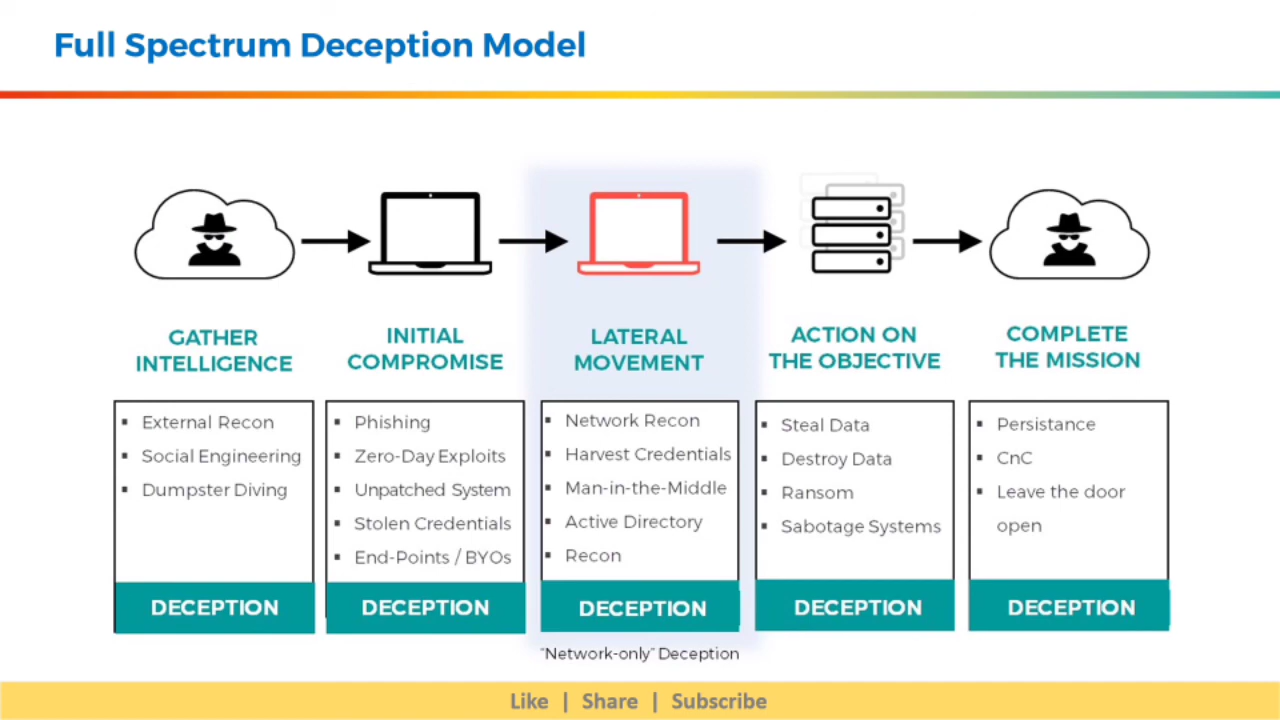 Full Spectrum Deception Model
GATHER
INTELLIGENCE
External Recon
Social Engineering
Dumpster Diving
DECEPTION
INITIAL
COMPROMISE
Phishing
Zero-Day Exploits
Unpatched System
Stolen Credentials
End-Points / BYOs
DECEPTION
LATERAL
MOVEMENT
Network Recon
Harvest Credentials
Man-in-the-Middle
Active Directory
Recon
DECEPTION
"Network-only" Deception
ACTION ON
THE OBJECTIVE
Steal Data
Destroy Data
Ransom
Sabotage Systems
DECEPTION
COMPLETE
THE MISSION
Persistance
CnC
Leave the door
open
DECEPTION
Like | Share | Subscribe